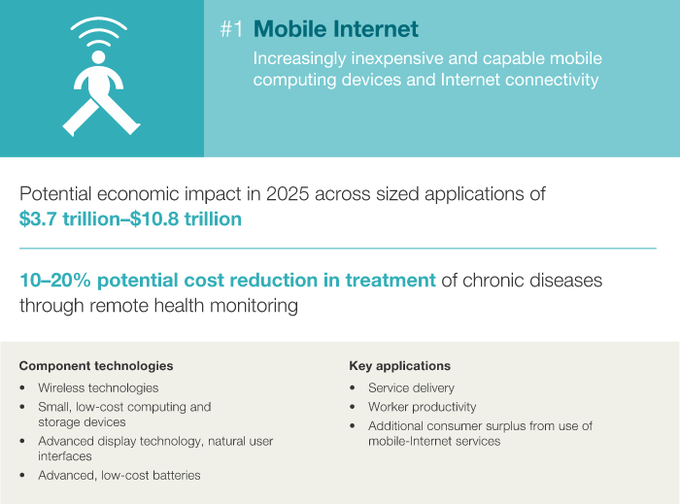 #1 Mobile Internet
Increasingly inexpensive and capable mobile
computing devices and Internet connectivity
Potential economic impact in 2025 across sized applications of
$3.7 trillion–$10.8 trillion
10–20% potential cost reduction in treatment of chronic diseases
through remote health monitoring
Component technologies
• Wireless technologies
• Small, low-cost computing and
storage devices
• Advanced display technology, natural user
interfaces
• Advanced, low-cost batteries
Key applications
• Service delivery
• Worker productivity
• Additional consumer surplus from use of
mobile-Internet services